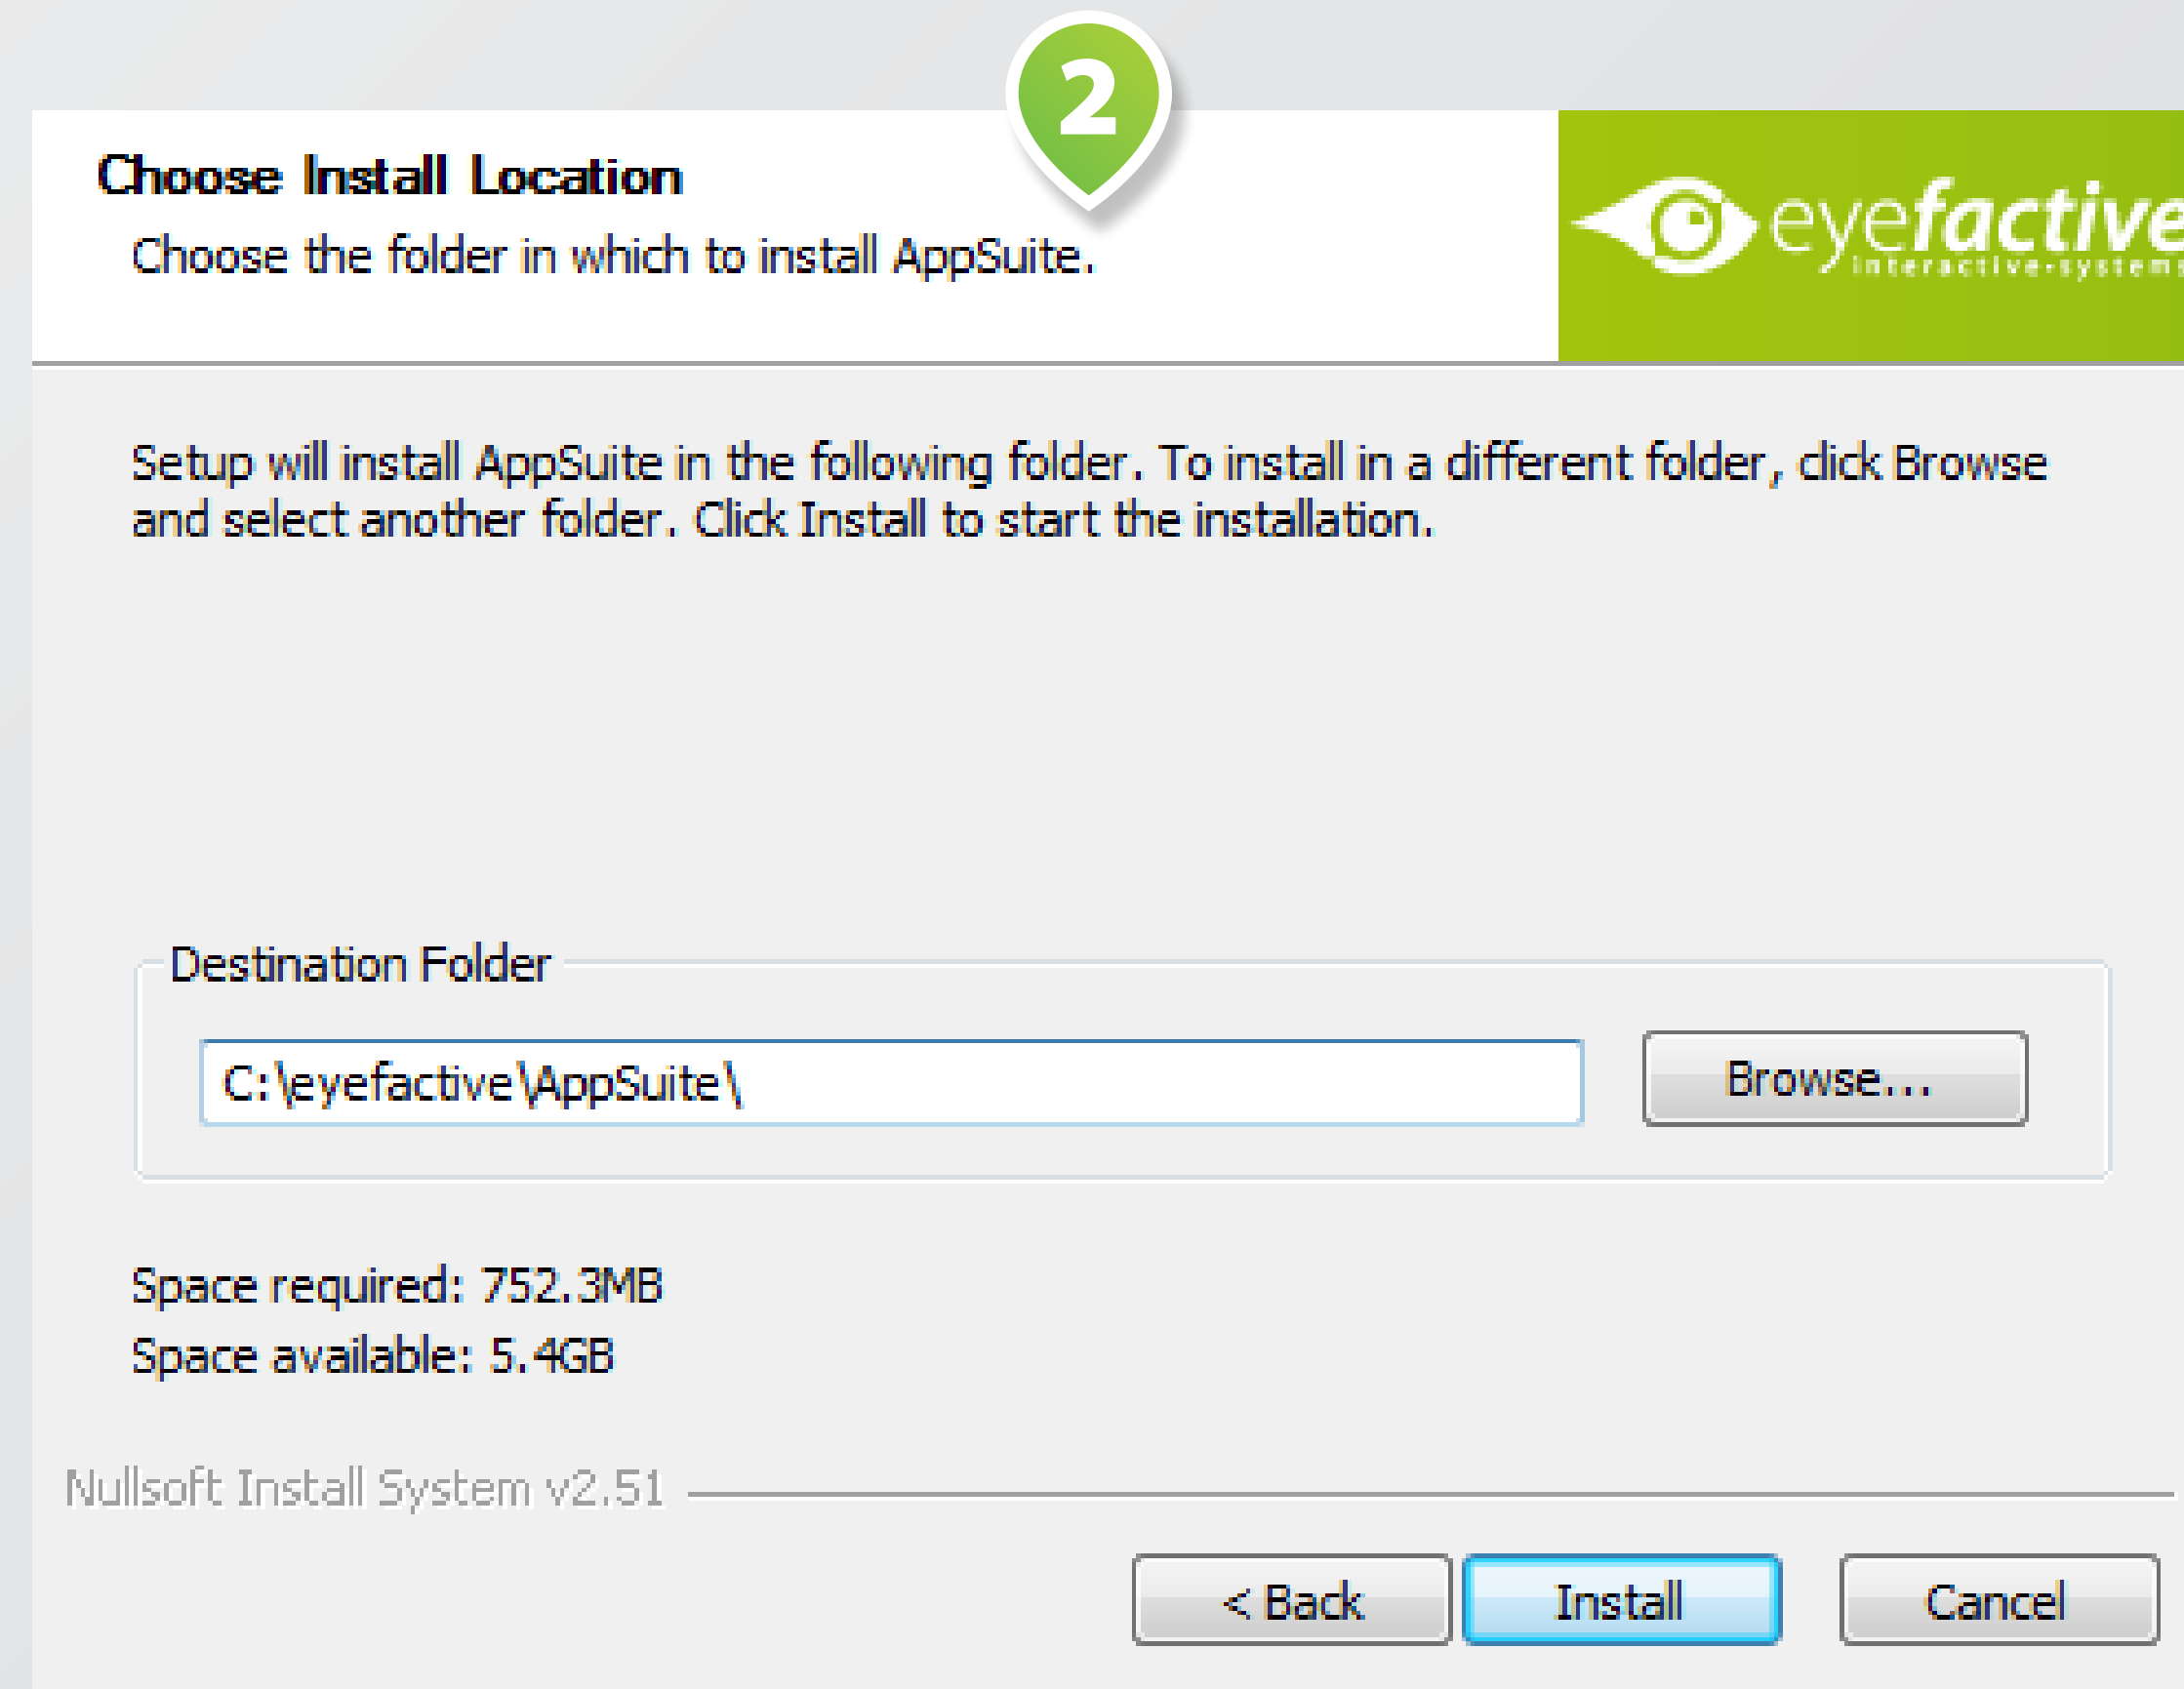 2
Choose Install Location
Choose the folder in which to install AppSuite.
eyefactive
interactive-systems
Setup will install AppSuite in the following folder. To install in a different folder, click Browse
and select another folder. Click Install to start the installation.
Destination Folder
C:\eyefactive\AppSuite\
Browse...
Space required: 752.3MB
Space available: 5.4GB
Nullsoft Install System v2.51
< Back
Install
Cancel